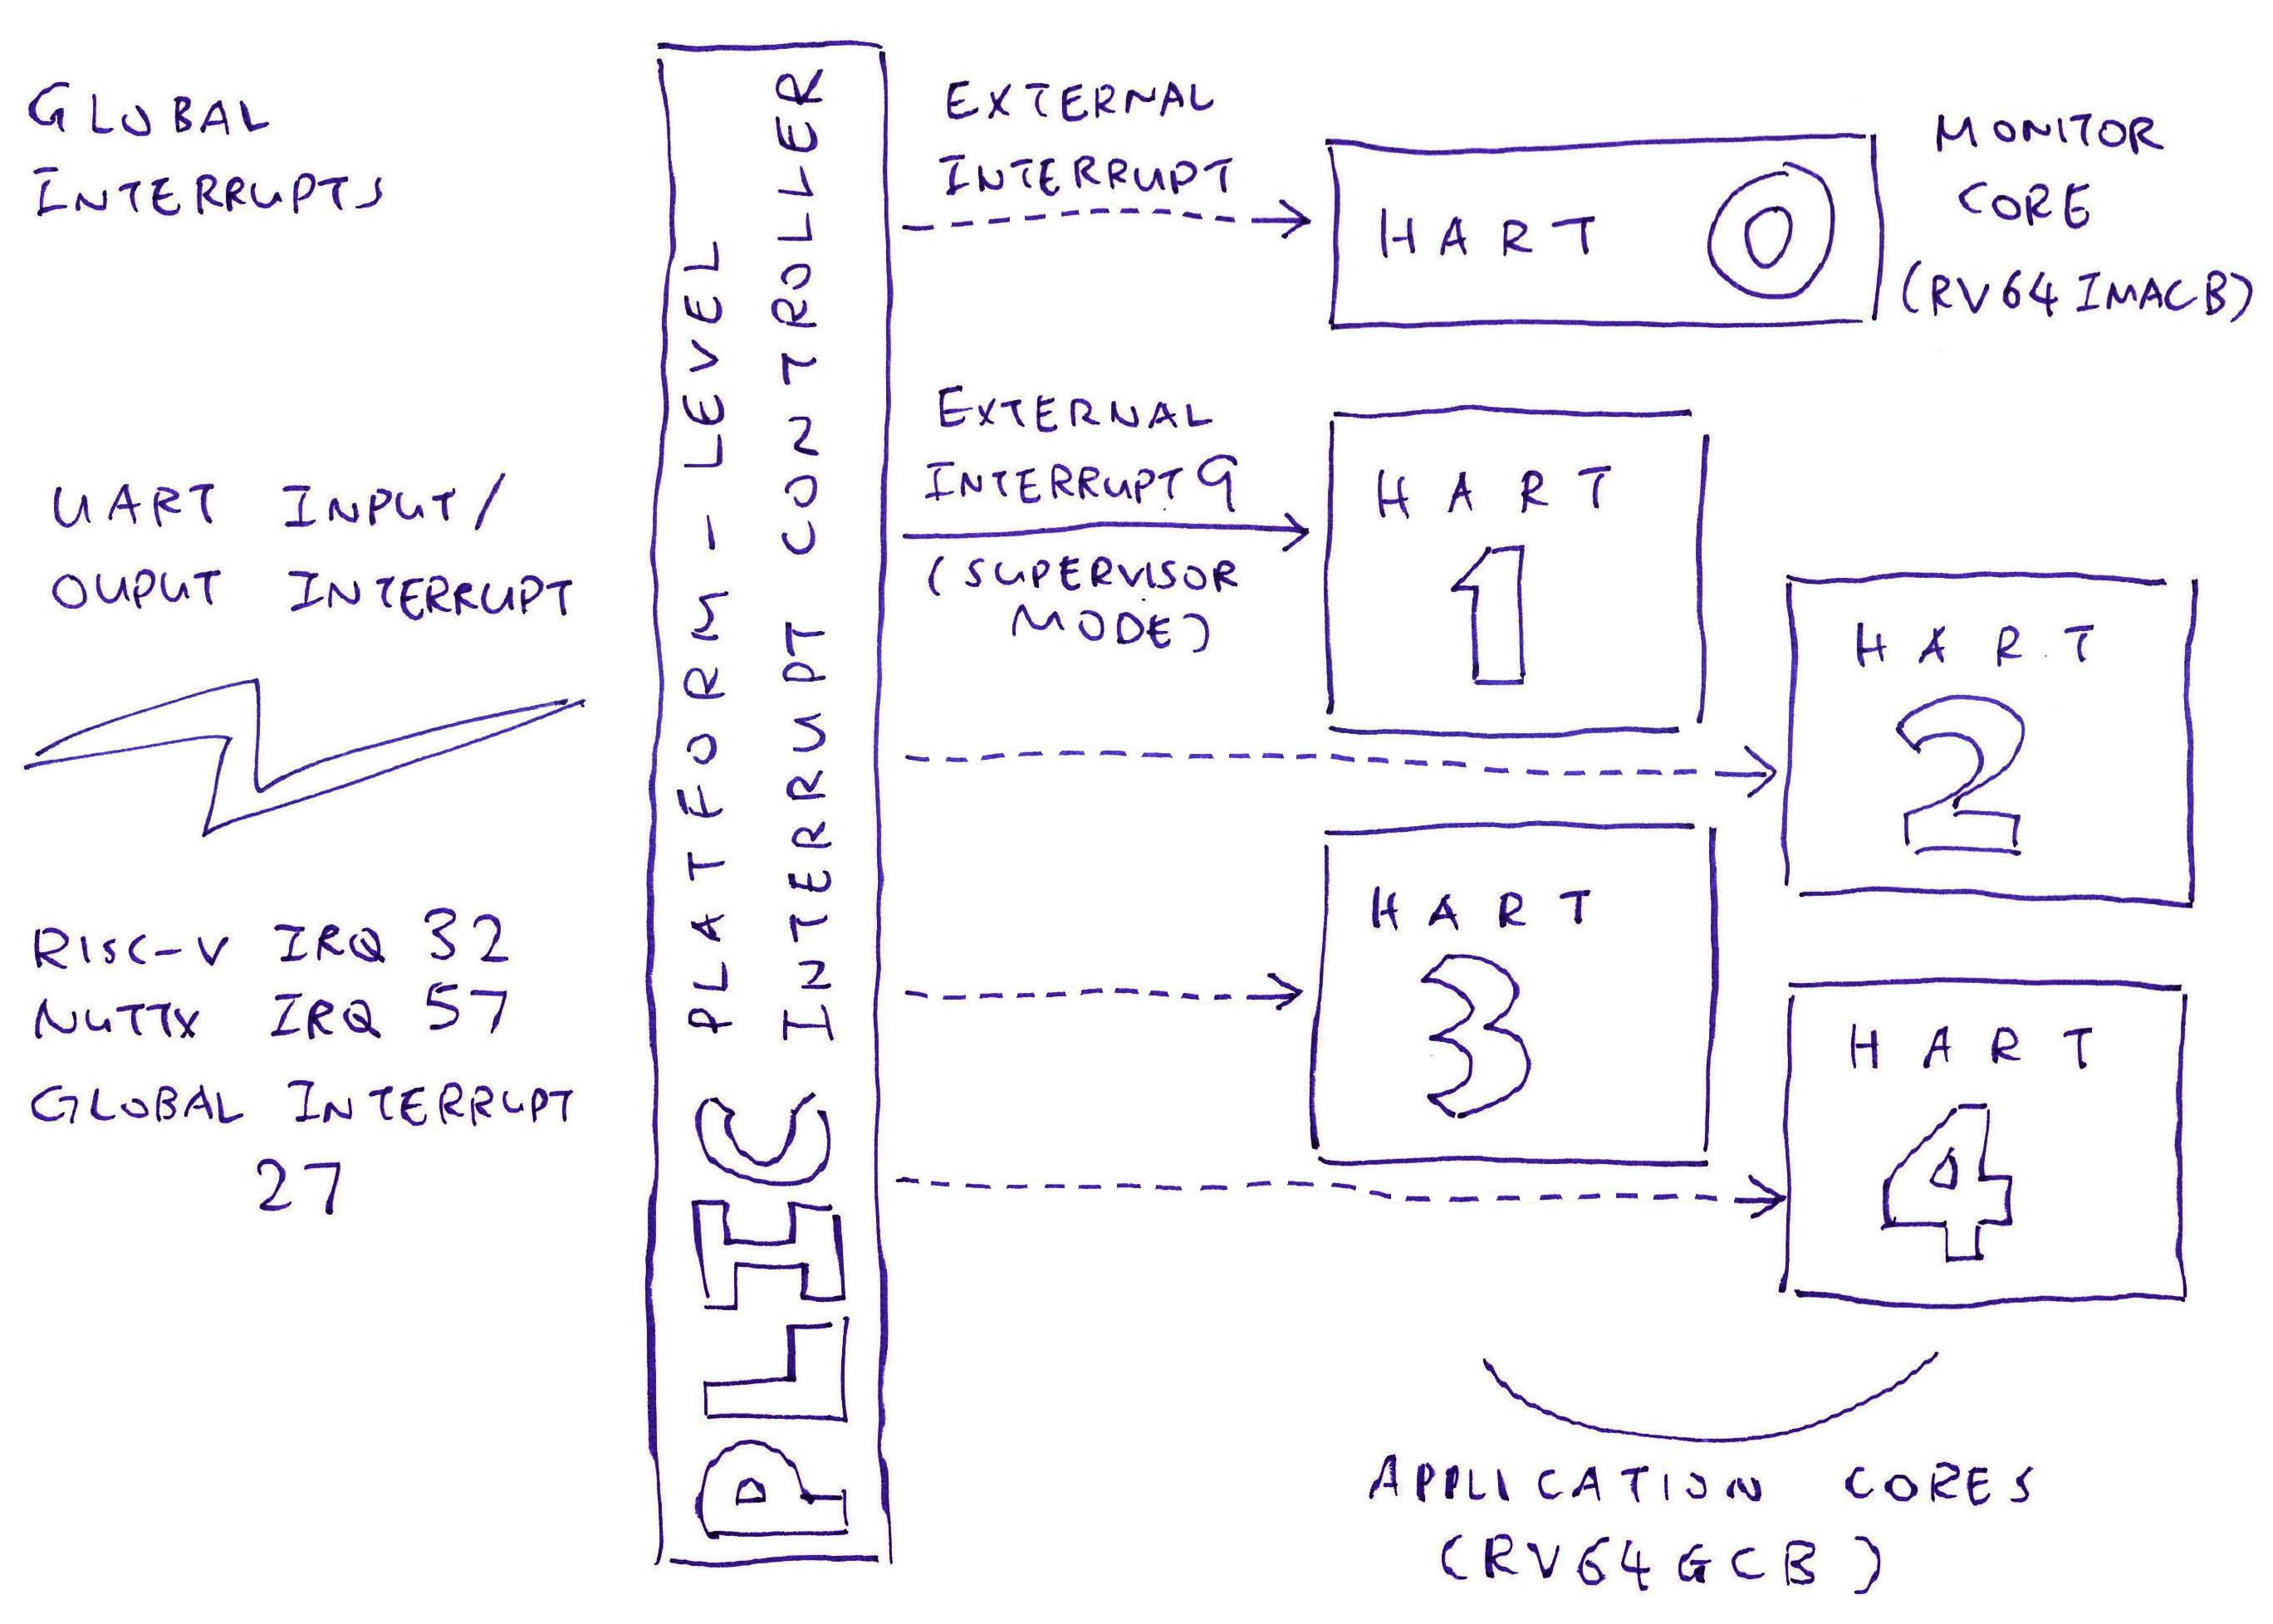 GLOBAL
INTERRUPTS
UART INPUT/
OUPUT INTERRUPT
RISC-V IRQ 32
NUTTX IRQ 57
GLOBAL INTERRUPT
27
PLIC
PLATFORM-LEVEL
INTERRUPT CONTROLLER
EXTERNAL
INTERRUPT
HART 0
MONITOR
CORE
(RV64IMACB)
EXTERNAL
INTERRUPT 9
(SUPERVISOR
MODE)
HART
1
HART
2
HART
3
HART
4
APPLICATION CORES
(RV64GCB)